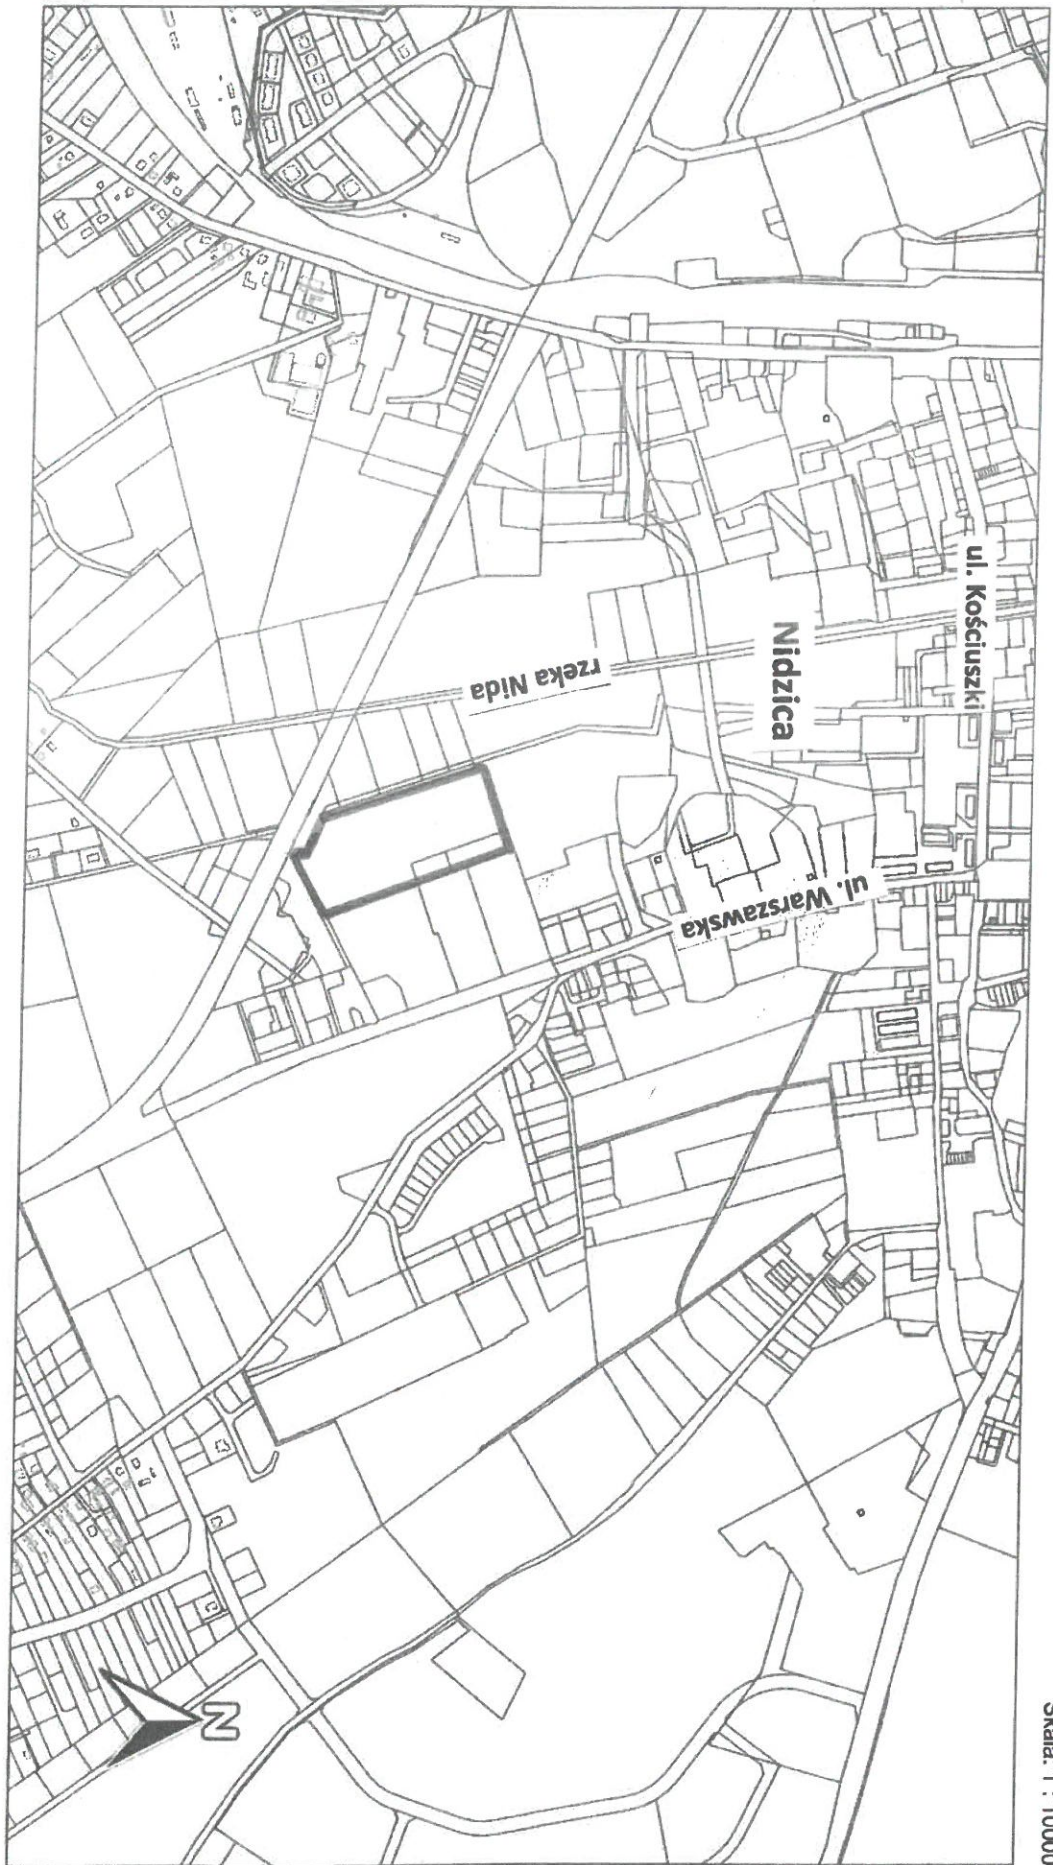 Skala: 1 : 10000
ul. Kościuszki
Nidzica
rzeka Nida
ul. Warszawska
N